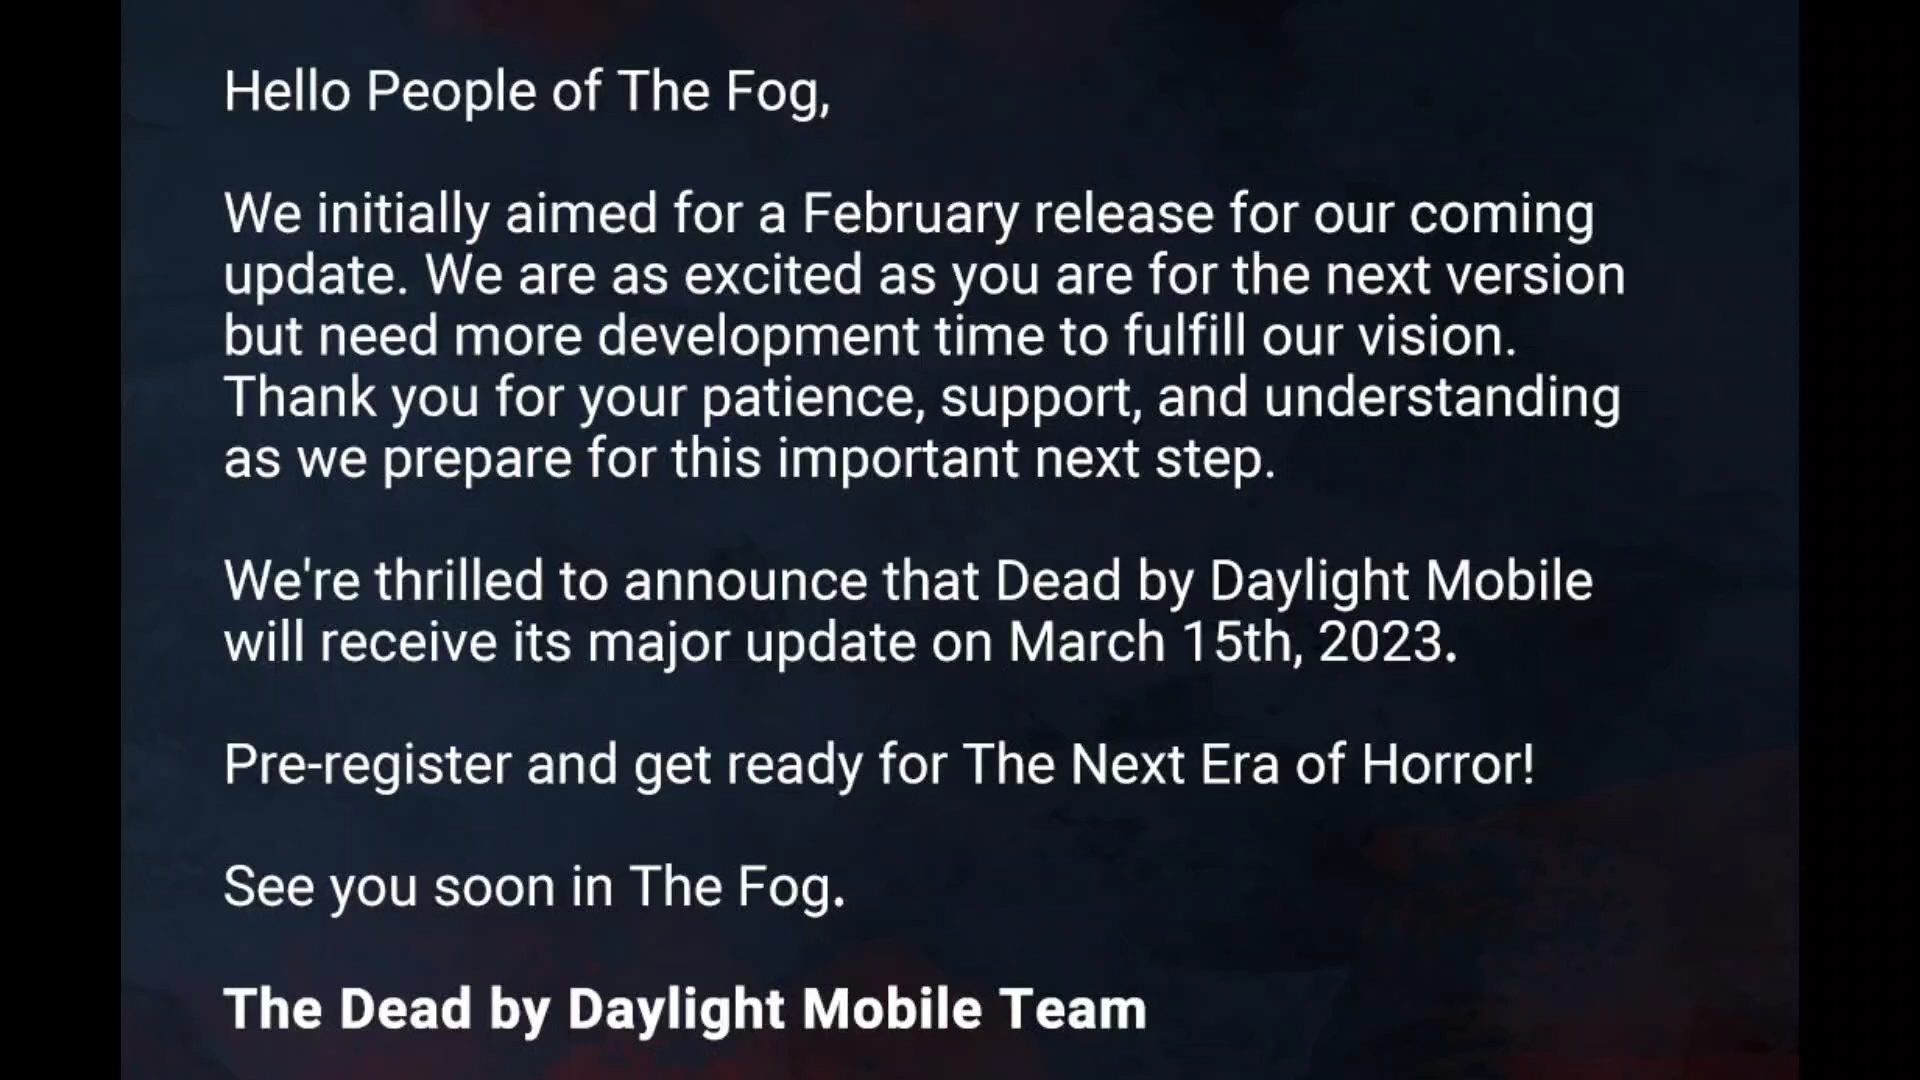 Hello People of The Fog,
We initially aimed for a February release for our coming
update. We are as excited as you are for the next version
but need more development time to fulfill our vision.
Thank you for your patience, support, and understanding
as we prepare for this important next step.
We're thrilled to announce that Dead by Daylight Mobile
will receive its major update on March 15th, 2023.
Pre-register and get ready for The Next Era of Horror!
See you soon in The Fog.
The Dead by Daylight Mobile Team